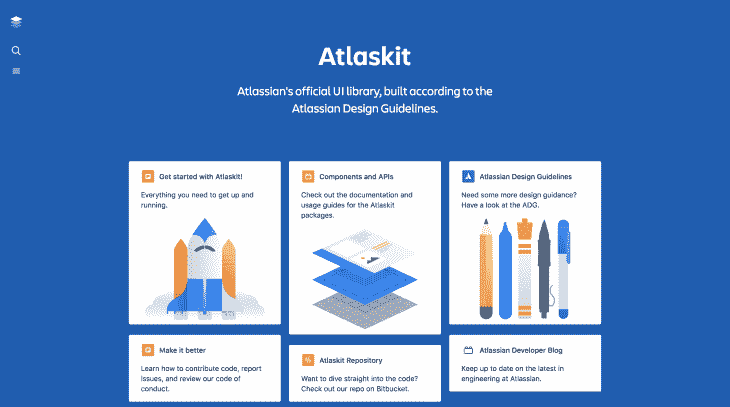 Atlaskit
Atlassian's official UI library, built according to the
Atlassian Design Guidelines.
Get started with Atlaskit!
Everything you need to get up and
running.
Components and APIs
Check out the documentation and
usage guides for the Atlaskit
packages.
Atlassian Design Guidelines
Need some more design guidance?
Have a look at the ADG.
Make it better
Learn how to contribute code, report
issues, and review our code of
conduct.
Atlaskit Repository
Want to dive straight into the code?
Check out our repo on Bitbucket.
Atlassian Developer Blog
Keep up to date on the latest in
engineering at Atlassian.